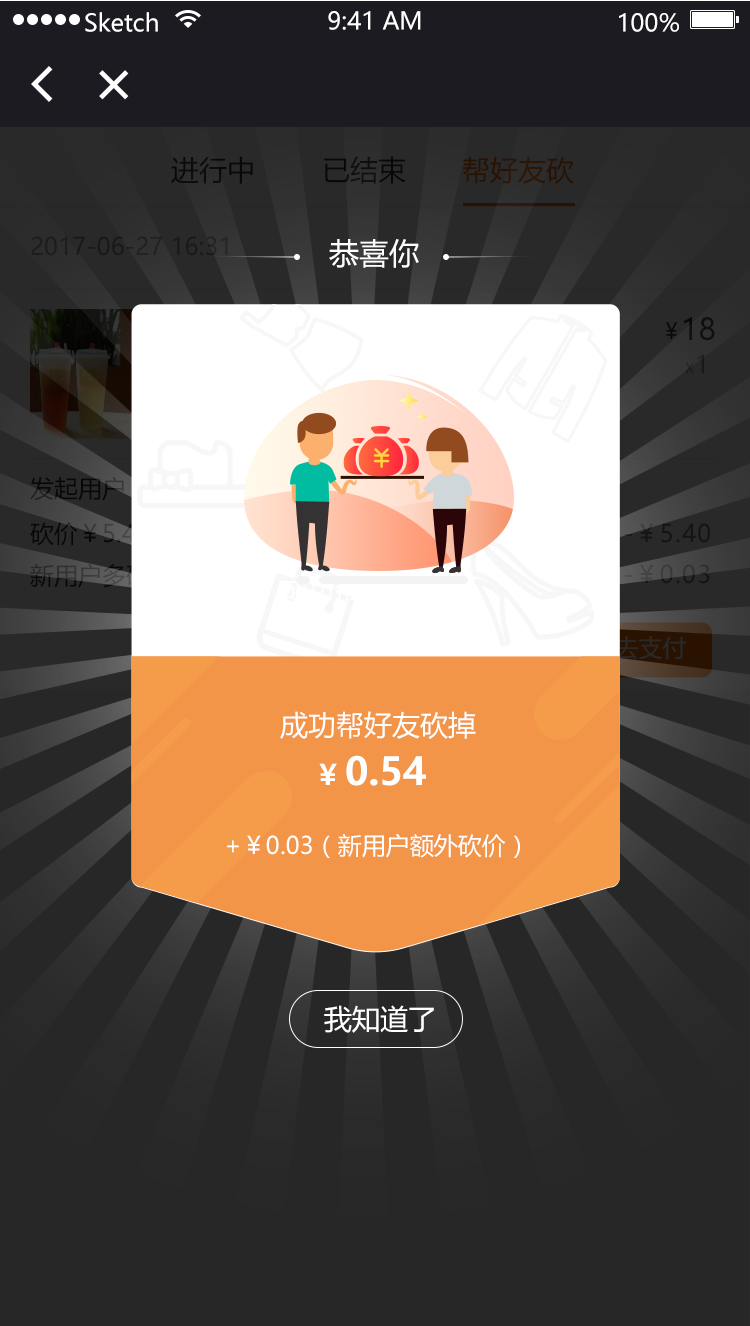 Sketch 9:41 AM 100%
进行中 已结束 帮好友砍
2017-06-27 16:31
恭喜你
¥18
x1
¥
发起用户
砍价¥5.4
- ¥5.40
新用户多砍
- ¥0.03
去支付
成功帮好友砍掉
¥0.54
+¥0.03（新用户额外砍价）
我知道了